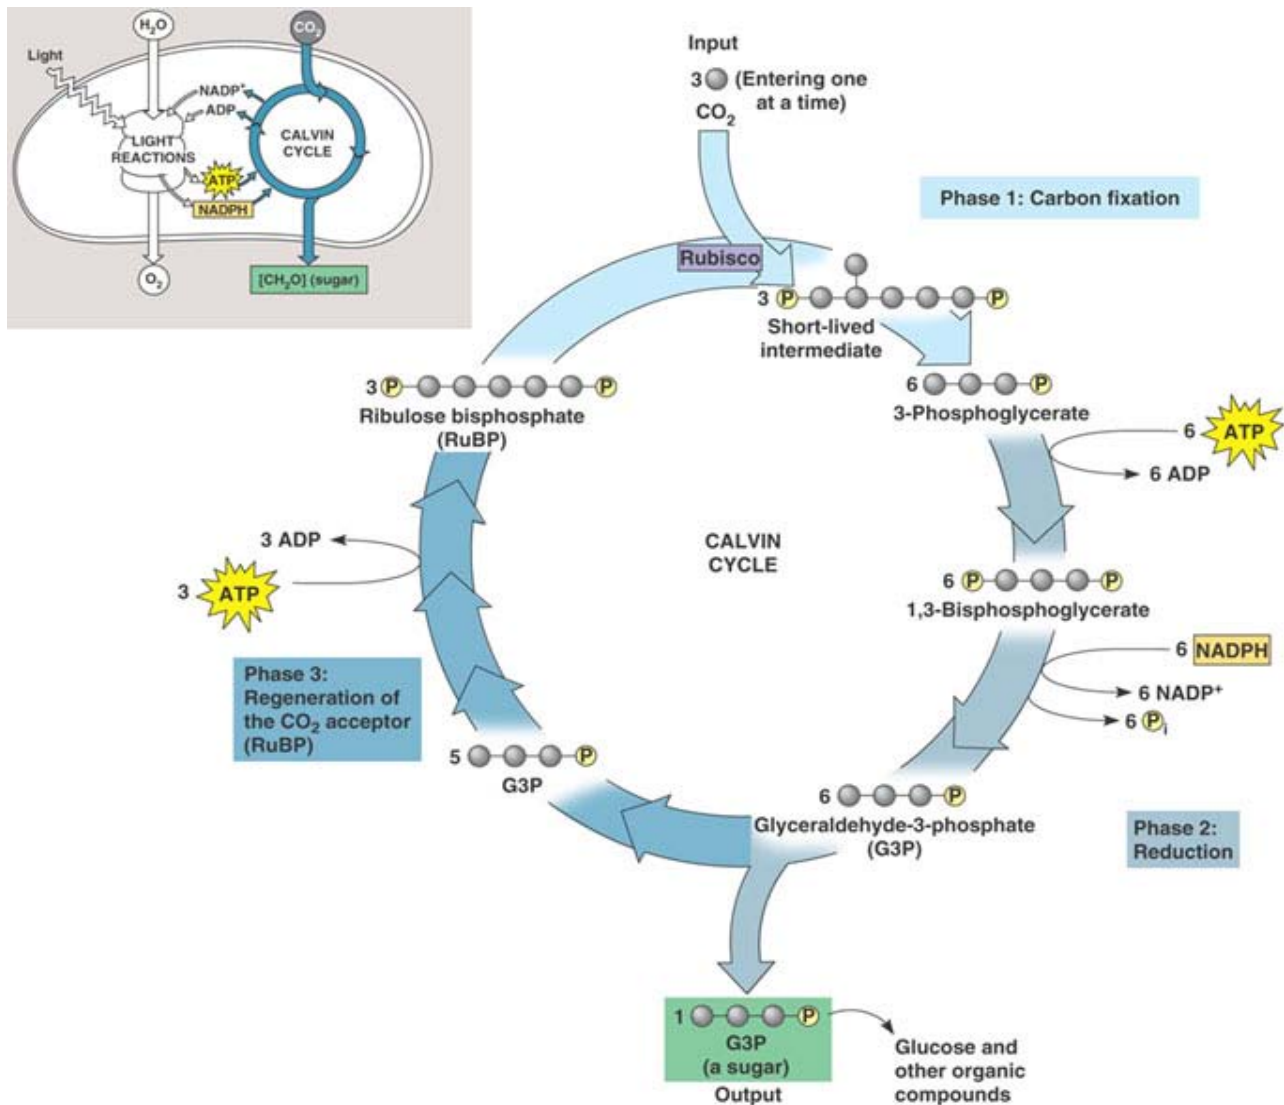 H₂O
CO₂
Light
NADP⁺
ADP
LIGHT
REACTIONS
CALVIN
CYCLE
ATP
NADPH
O₂
[CH₂O] (sugar)
Input
3 (Entering one
at a time)
CO₂
Phase 1: Carbon fixation
Rubisco
3 P P
Short-lived
intermediate
3 P P
Ribulose bisphosphate
(RuBP)
6 P
3-Phosphoglycerate
6 ATP
6 ADP
3 ADP
3 ATP
CALVIN
CYCLE
6 P P
1,3-Bisphosphoglycerate
6 NADPH
6 NADP⁺
6 Pi
Phase 3:
Regeneration of
the CO₂ acceptor
(RuBP)
5 P
G3P
6 P
Glyceraldehyde-3-phosphate
(G3P)
Phase 2:
Reduction
1 P
G3P
(a sugar)
Output
Glucose and
other organic
compounds